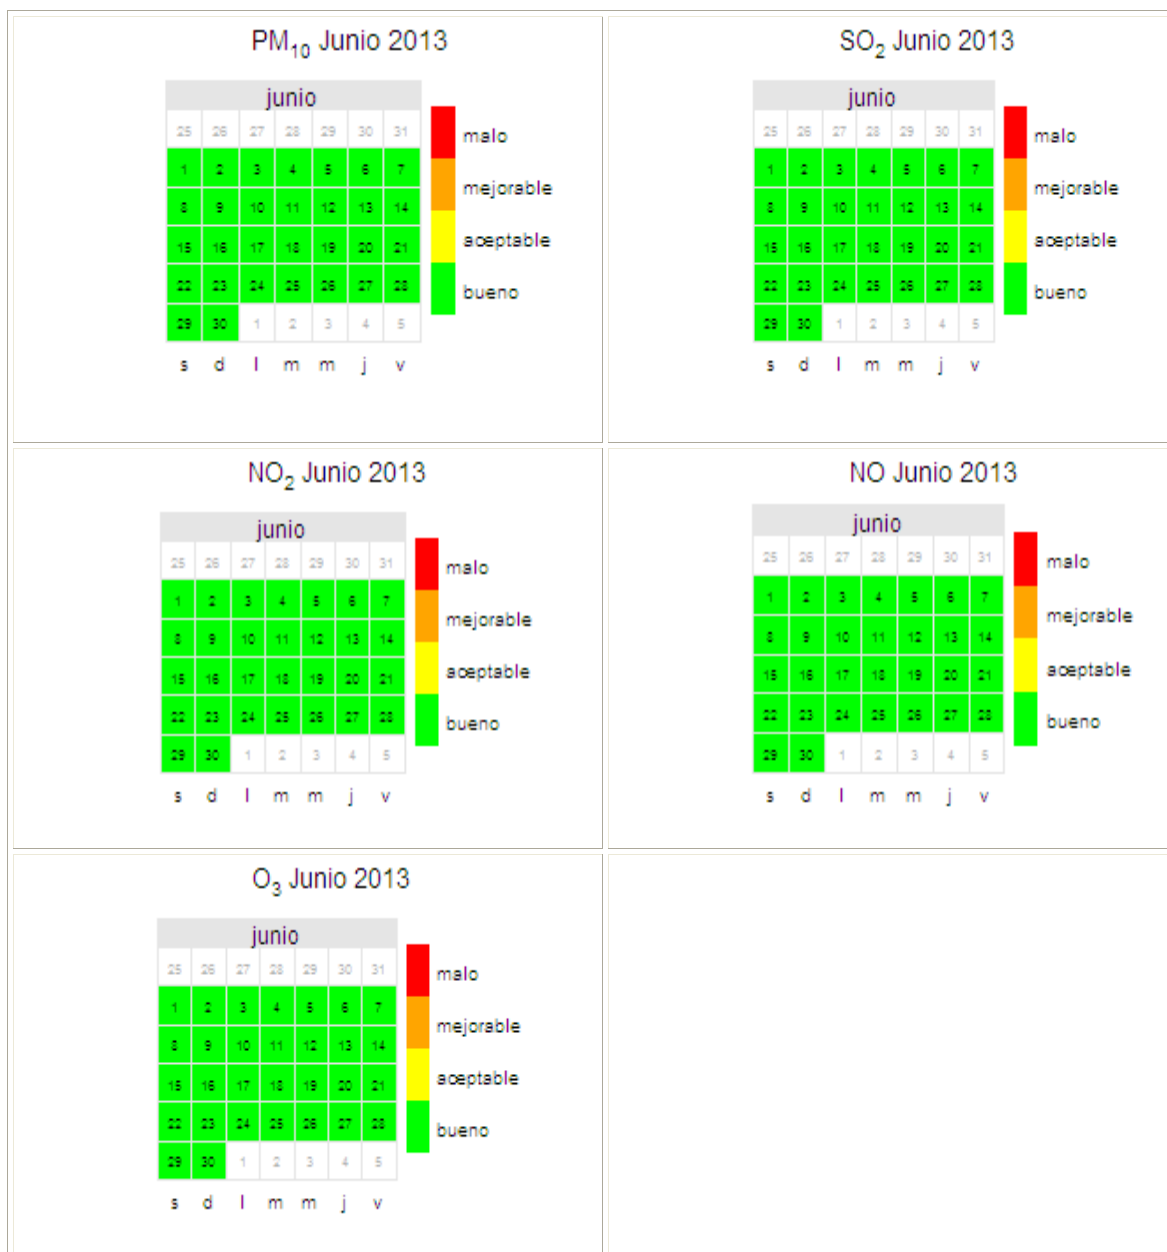 PM10 Junio 2013
junio
25 26 27 28 29 30 31
1 2 3 4 5 6 7
8 9 10 11 12 13 14
15 16 17 18 19 20 21
22 23 24 25 26 27 28
29 30 1 2 3 4 5
s d l m m j v
malo
mejorable
aceptable
bueno
SO2 Junio 2013
junio
25 26 27 28 29 30 31
1 2 3 4 5 6 7
8 9 10 11 12 13 14
15 16 17 18 19 20 21
22 23 24 25 26 27 28
29 30 1 2 3 4 5
s d l m m j v
malo
mejorable
aceptable
bueno
NO2 Junio 2013
junio
25 26 27 28 29 30 31
1 2 3 4 5 6 7
8 9 10 11 12 13 14
15 16 17 18 19 20 21
22 23 24 25 26 27 28
29 30 1 2 3 4 5
s d l m m j v
malo
mejorable
aceptable
bueno
NO Junio 2013
junio
25 26 27 28 29 30 31
1 2 3 4 5 6 7
8 9 10 11 12 13 14
15 16 17 18 19 20 21
22 23 24 25 26 27 28
29 30 1 2 3 4 5
s d l m m j v
malo
mejorable
aceptable
bueno
O3 Junio 2013
junio
25 26 27 28 29 30 31
1 2 3 4 5 6 7
8 9 10 11 12 13 14
15 16 17 18 19 20 21
22 23 24 25 26 27 28
29 30 1 2 3 4 5
s d l m m j v
malo
mejorable
aceptable
bueno